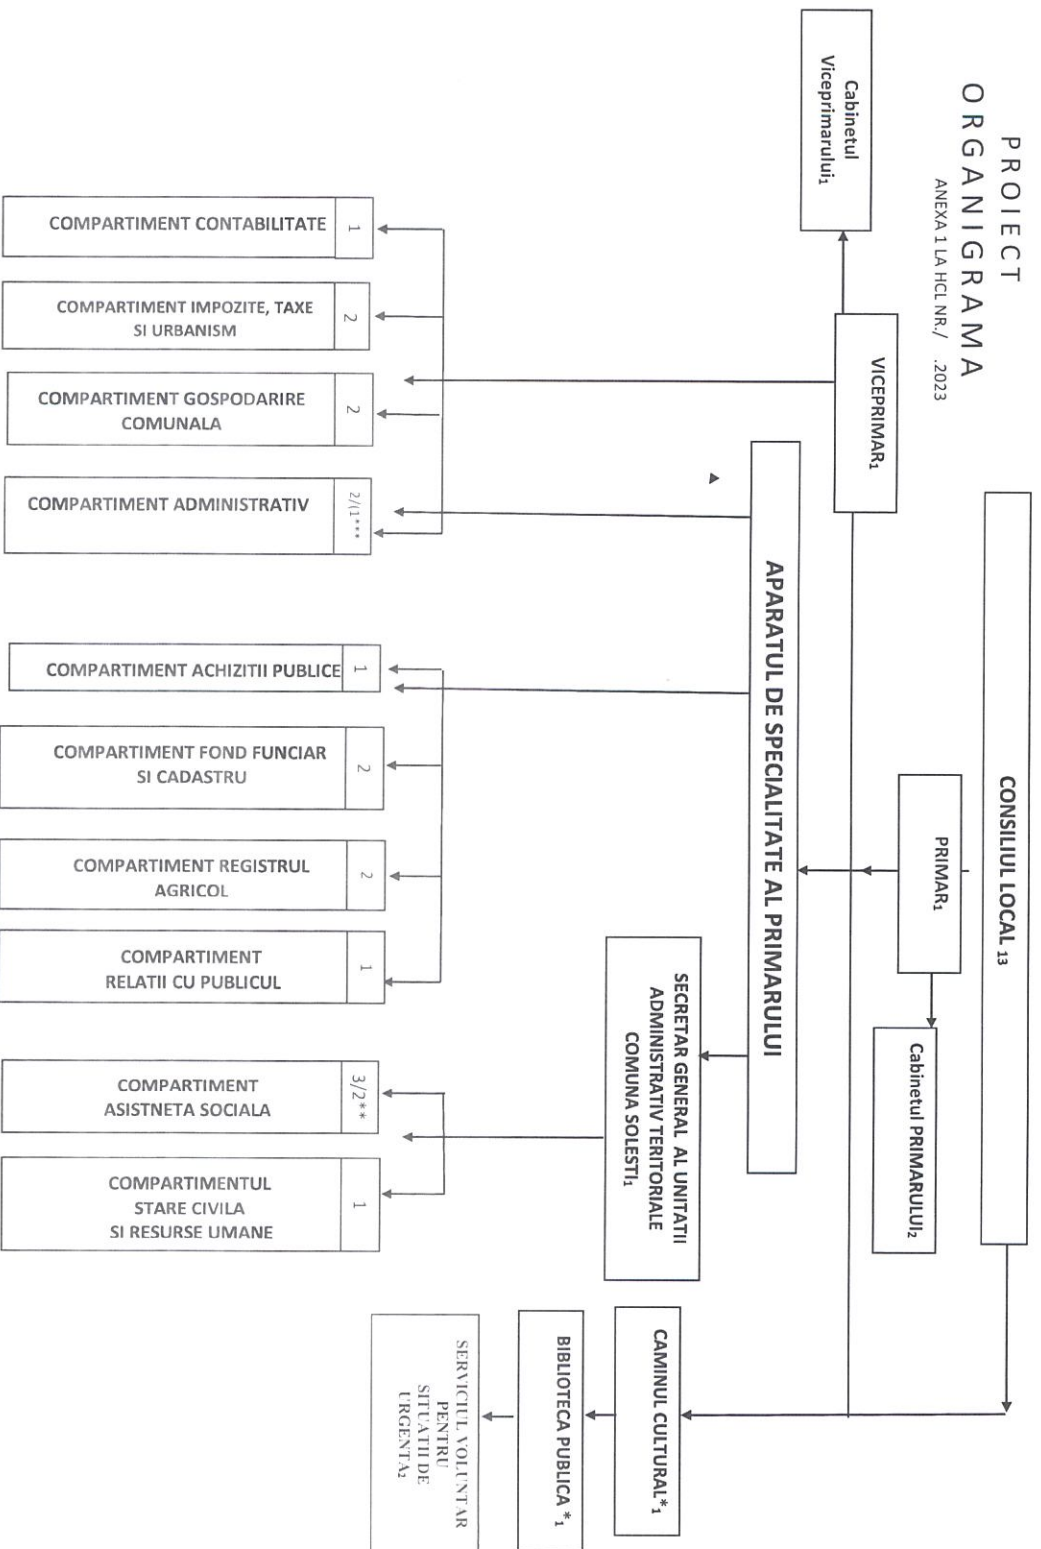 PROIECT
ORGANIGRAMA
ANEXA 1 LA HCL NR./ .2023
CONSILIUL LOCAL 13
PRIMAR1
Cabinetul PRIMARULUI2
VICEPRIMAR1
Cabinetul
Viceprimarului1
APARATUL DE SPECIALITATE AL PRIMARULUI
SECRETAR GENERAL AL UNITATII
ADMINISTRATIV TERITORIALE
COMUNA SOLESTI1
CAMINUL CULTURAL*1
BIBLIOTECA PUBLICA *1
SERVICIUL VOLUNTAR
PENTRU
SITUATII DE
URGENTA2
COMPARTIMENT CONTABILITATE
1
COMPARTIMENT IMPOZITE, TAXE
SI URBANISM
2
COMPARTIMENT GOSPODARIRE
COMUNALA
2
COMPARTIMENT ADMINISTRATIV
2/(1***
COMPARTIMENT ACHIZITII PUBLICE
1
COMPARTIMENT FOND FUNCIAR
SI CADASTRU
2
COMPARTIMENT REGISTRUL
AGRICOL
2
COMPARTIMENT
RELATII CU PUBLICUL
1
COMPARTIMENT
ASISTNETA SOCIALA
3/2**
COMPARTIMENTUL
STARE CIVILA
SI RESURSE UMANE
1